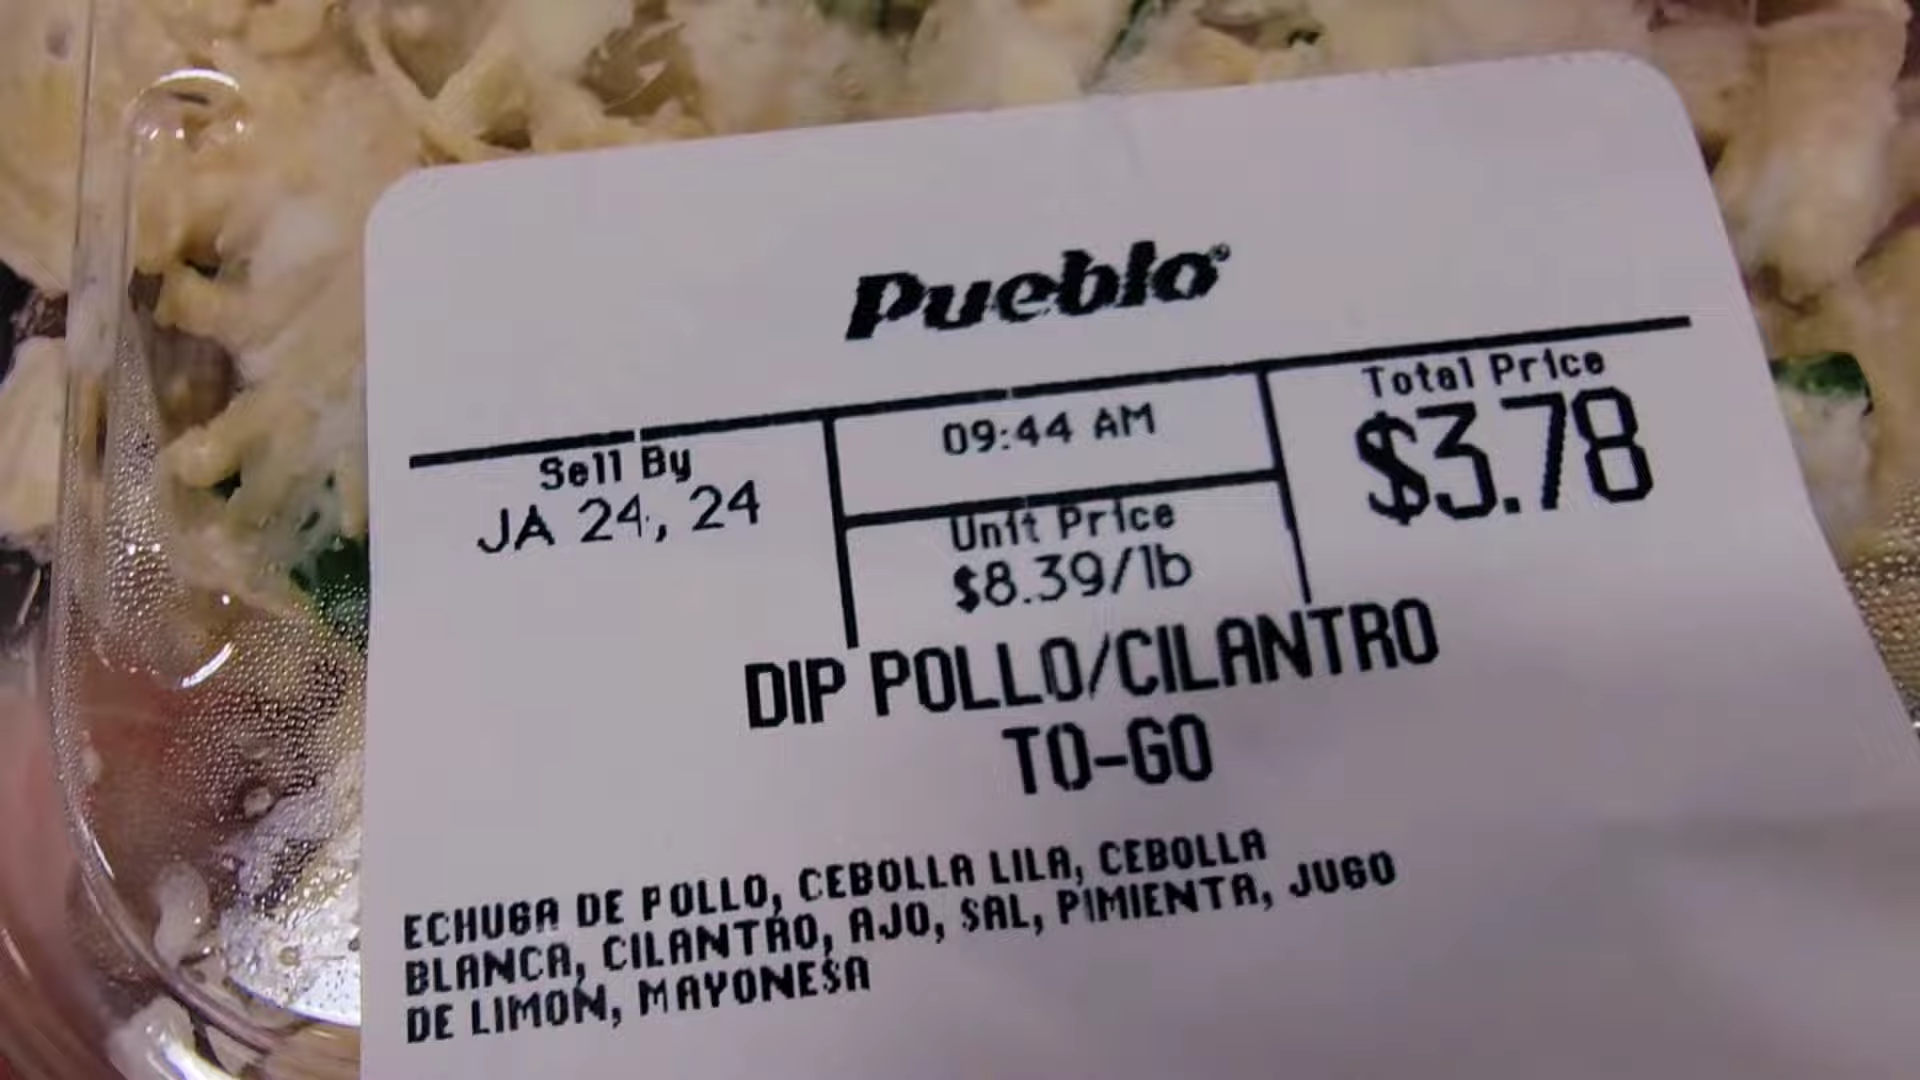 Pueblo®
Sell By
JA 24, 24
09:44 AM
Unit Price
$8.39/lb
Total Price
$3.78
DIP POLLO/CILANTRO
TO-GO
ECHUGA DE POLLO, CEBOLLA LILA, CEBOLLA
BLANCA, CILANTRO, AJO, SAL, PIMIENTA, JUGO
DE LIMON, MAYONESA